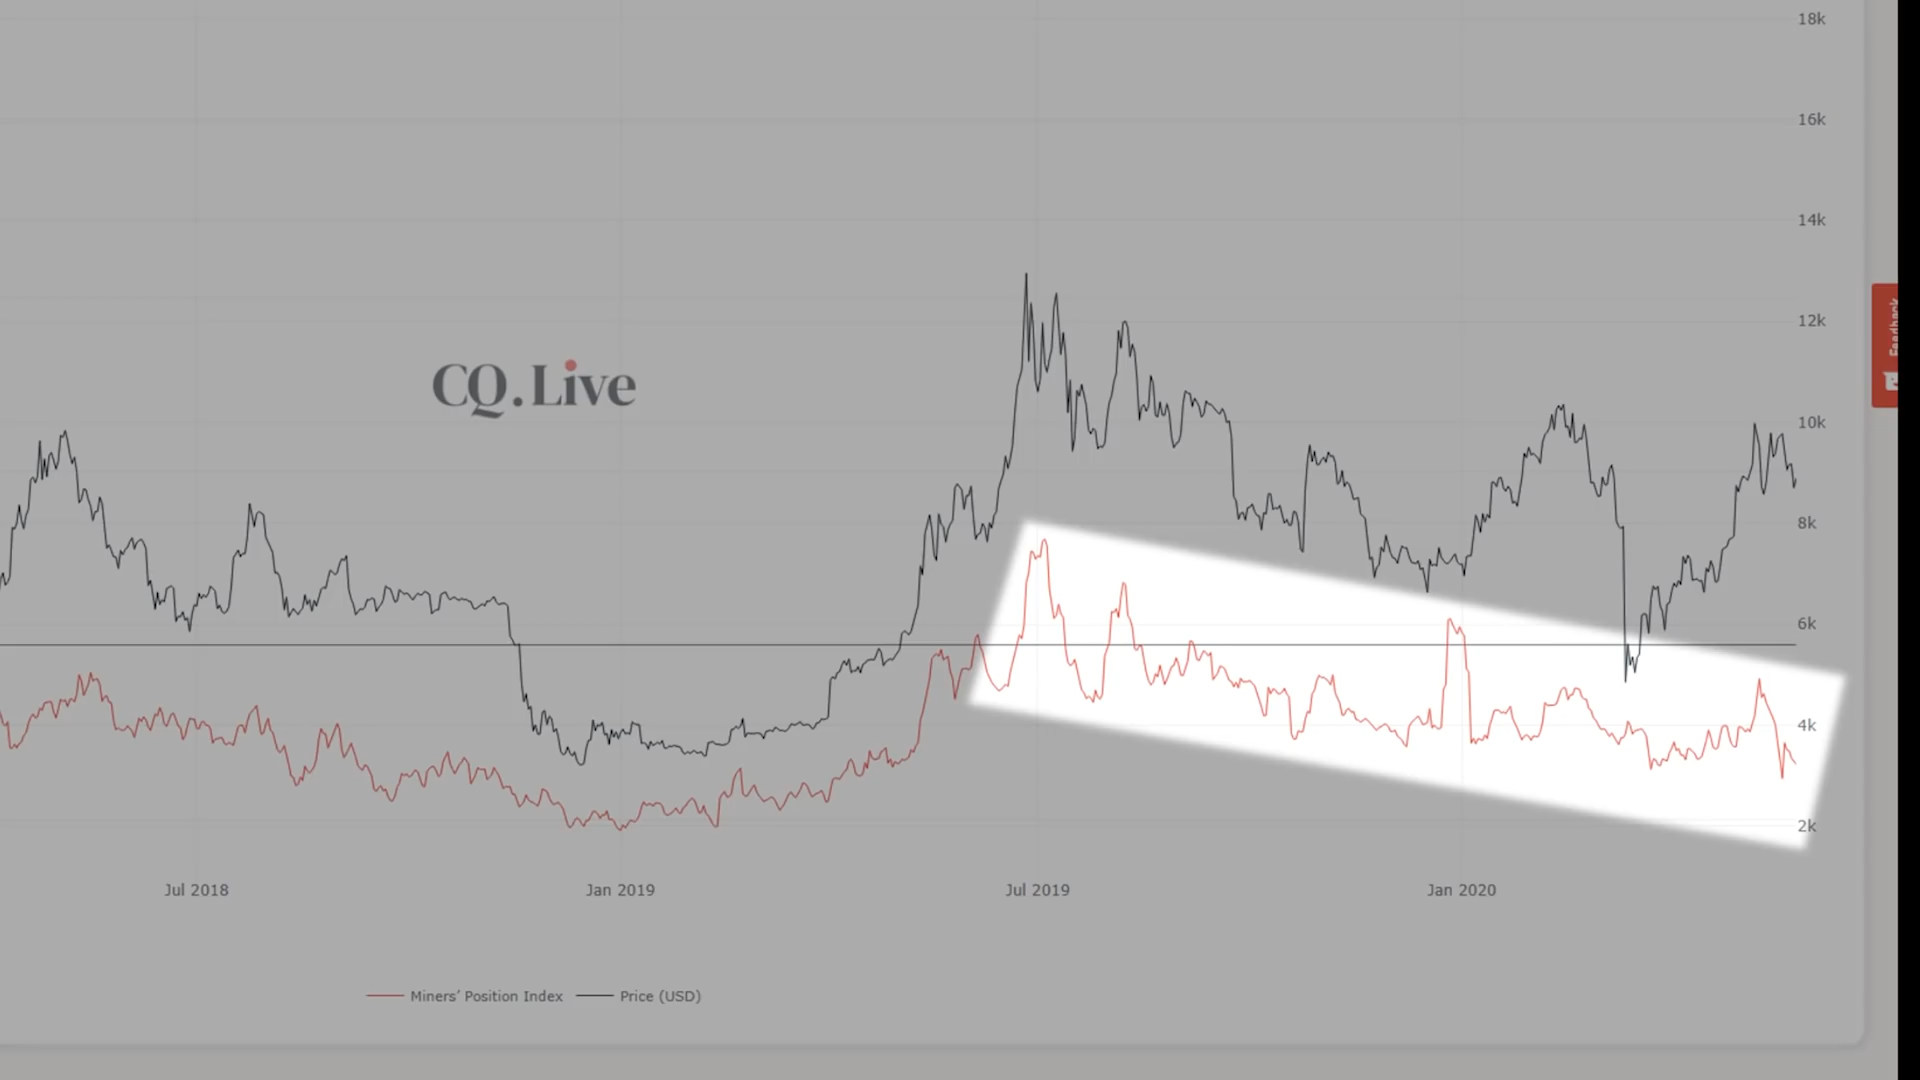 18k
16k
14k
12k
10k
8k
6k
4k
2k
CQ.Live
Feedback
Jul 2018
Jan 2019
Jul 2019
Jan 2020
Miners’ Position Index
Price (USD)